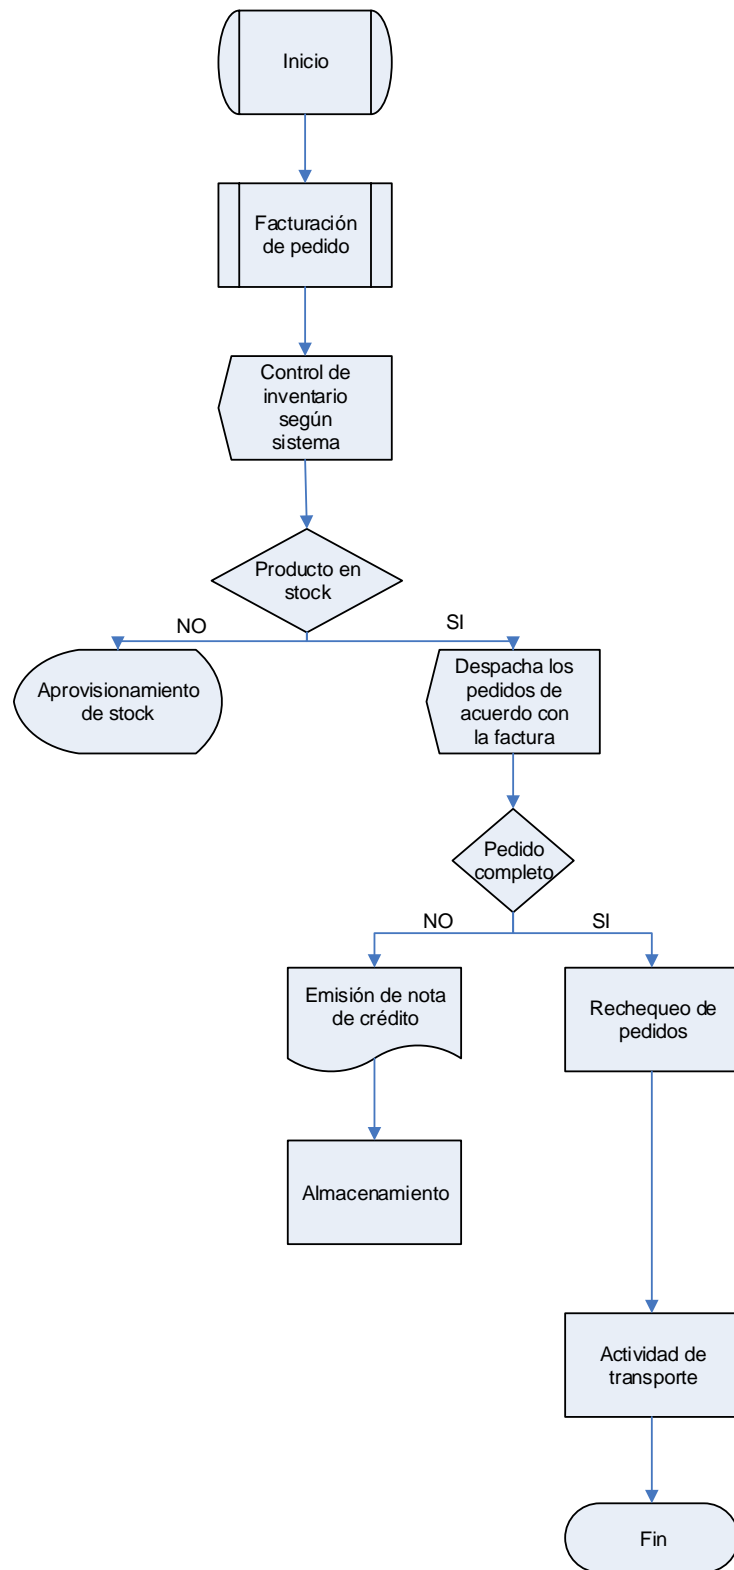 Inicio
Facturación
de pedido
Control de
inventario
según
sistema
Producto en
stock
NO
SI
Aprovisionamiento
de stock
Despacha los
pedidos de
acuerdo con
la factura
Pedido
completo
NO
SI
Emisión de nota
de crédito
Rechequeo de
pedidos
Almacenamiento
Actividad de
transporte
Fin